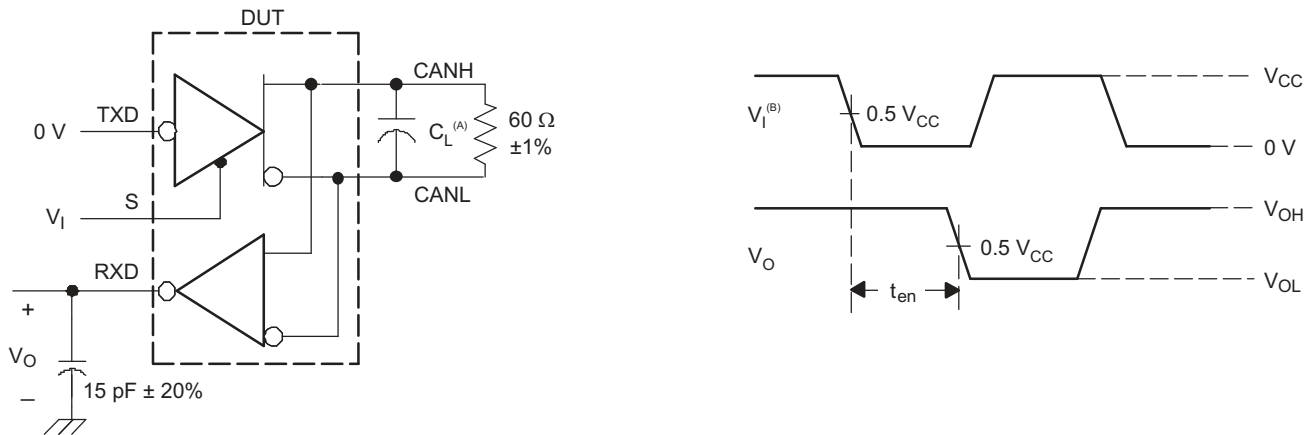 DUT
CANH
TXD
0 V
C_L (A)
60 Ω
±1%
S
CANL
V_I
RXD
+
V_O
–
15 pF ± 20%
V_CC
V_I (B)
0.5 V_CC
0 V
V_OH
V_O
0.5 V_CC
t_en
V_OL